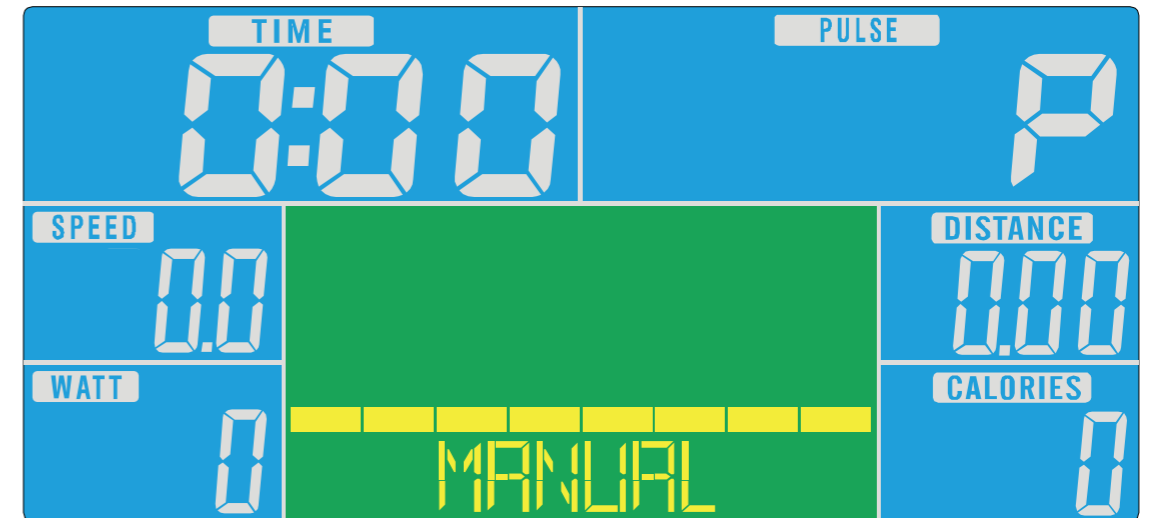 TIME
0:00
PULSE
P
SPEED
0.0
DISTANCE
0.00
WATT
0
MANUAL
CALORIES
0